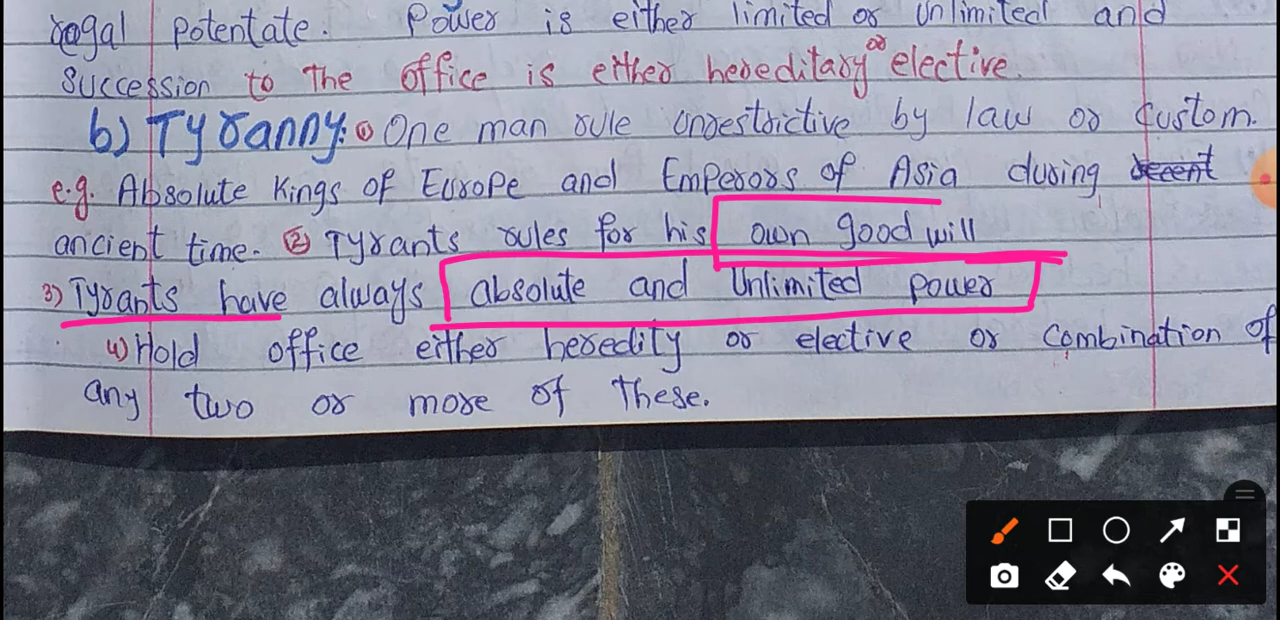 regal potentate. Power is either limited or Unlimited and
Succession to the office is either hereditary or elective.
b) Tyranny: ① One man rule unrestrictive by law or custom.
e.g. Absolute Kings of Europe and Emperors of Asia during recent
ancient time. ② Tyrants rules for his own good will
3) Tyrants have always absolute and Unlimited power
4) Hold office either heredity or elective or combination of
any two or more of these.